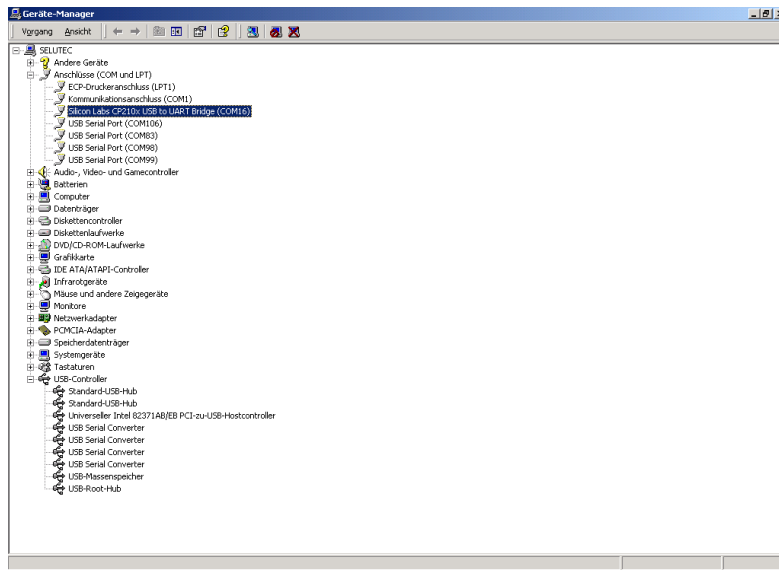 Geräte-Manager
Vorgang Ansicht
SELUTEC
Andere Geräte
Anschlüsse (COM und LPT)
ECP-Druckeranschluss (LPT1)
Kommunikationsanschluss (COM1)
Silicon Labs CP210x USB to UART Bridge (COM16)
USB Serial Port (COM106)
USB Serial Port (COM83)
USB Serial Port (COM98)
USB Serial Port (COM99)
Audio-, Video- und Gamecontroller
Batterien
Computer
Datenträger
Diskettencontroller
Diskettenlaufwerke
DVD/CD-ROM-Laufwerke
Grafikkarte
IDE ATA/ATAPI-Controller
Infrarotgeräte
Mäuse und andere Zeigegeräte
Monitore
Netzwerkadapter
PCMCIA-Adapter
Speicherdatenträger
Systemgeräte
Tastaturen
USB-Controller
Standard-USB-Hub
Standard-USB-Hub
Universeller Intel 82371AB/EB PCI-zu-USB-Hostcontroller
USB Serial Converter
USB Serial Converter
USB Serial Converter
USB Serial Converter
USB-Massenspeicher
USB-Root-Hub